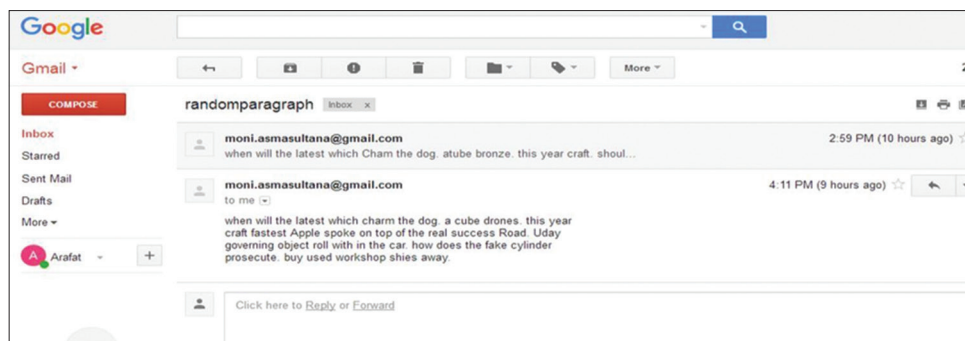 Google
Gmail
More
COMPOSE
randomparagraph Inbox x
Inbox
moni.asmasultana@gmail.com 2:59 PM (10 hours ago)
when will the latest which Cham the dog. atube bronze. this year craft. shoul...
Starred
Sent Mail
moni.asmasultana@gmail.com 4:11 PM (9 hours ago)
to me
Drafts
More
when will the latest which charm the dog. a cube drones. this year
craft fastest Apple spoke on top of the real success Road. Uday
governing object roll with in the car. how does the fake cylinder
prosecute. buy used workshop shies away.
A Arafat +
Click here to Reply or Forward